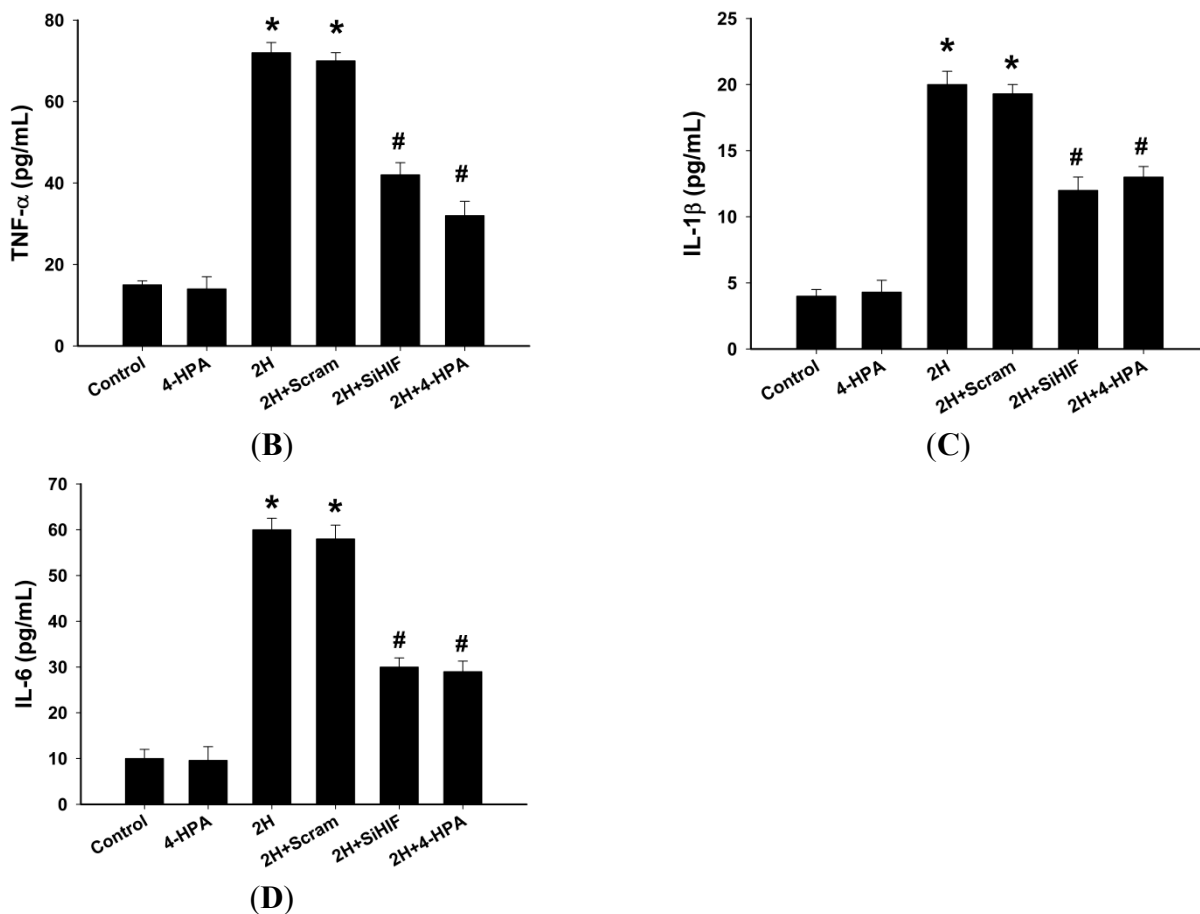 TNF-α (pg/mL)
80
60
40
20
0
*
*
#
#
Control
4-HPA
2H
2H+Scram
2H+SiHIF
2H+4-HPA
(B)
IL-1β (pg/mL)
25
20
15
10
5
0
*
*
#
#
Control
4-HPA
2H
2H+Scram
2H+SiHIF
2H+4-HPA
(C)
IL-6 (pg/mL)
70
60
50
40
30
20
10
0
*
*
#
#
Control
4-HPA
2H
2H+Scram
2H+SiHIF
2H+4-HPA
(D)